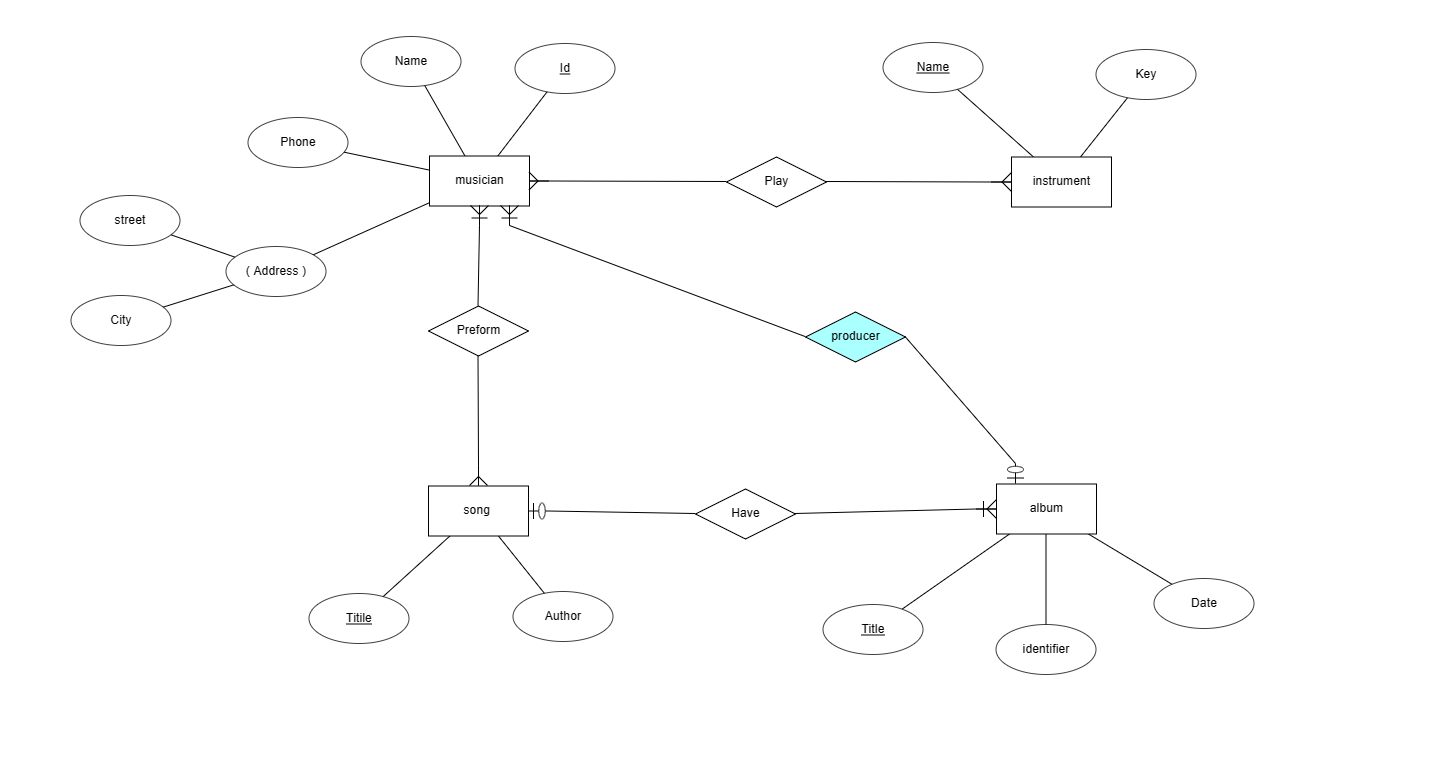 Name
Id
Name
Key
Phone
musician
Play
instrument
street
( Address )
City
Preform
producer
song
Have
album
Titile
Author
Title
identifier
Date